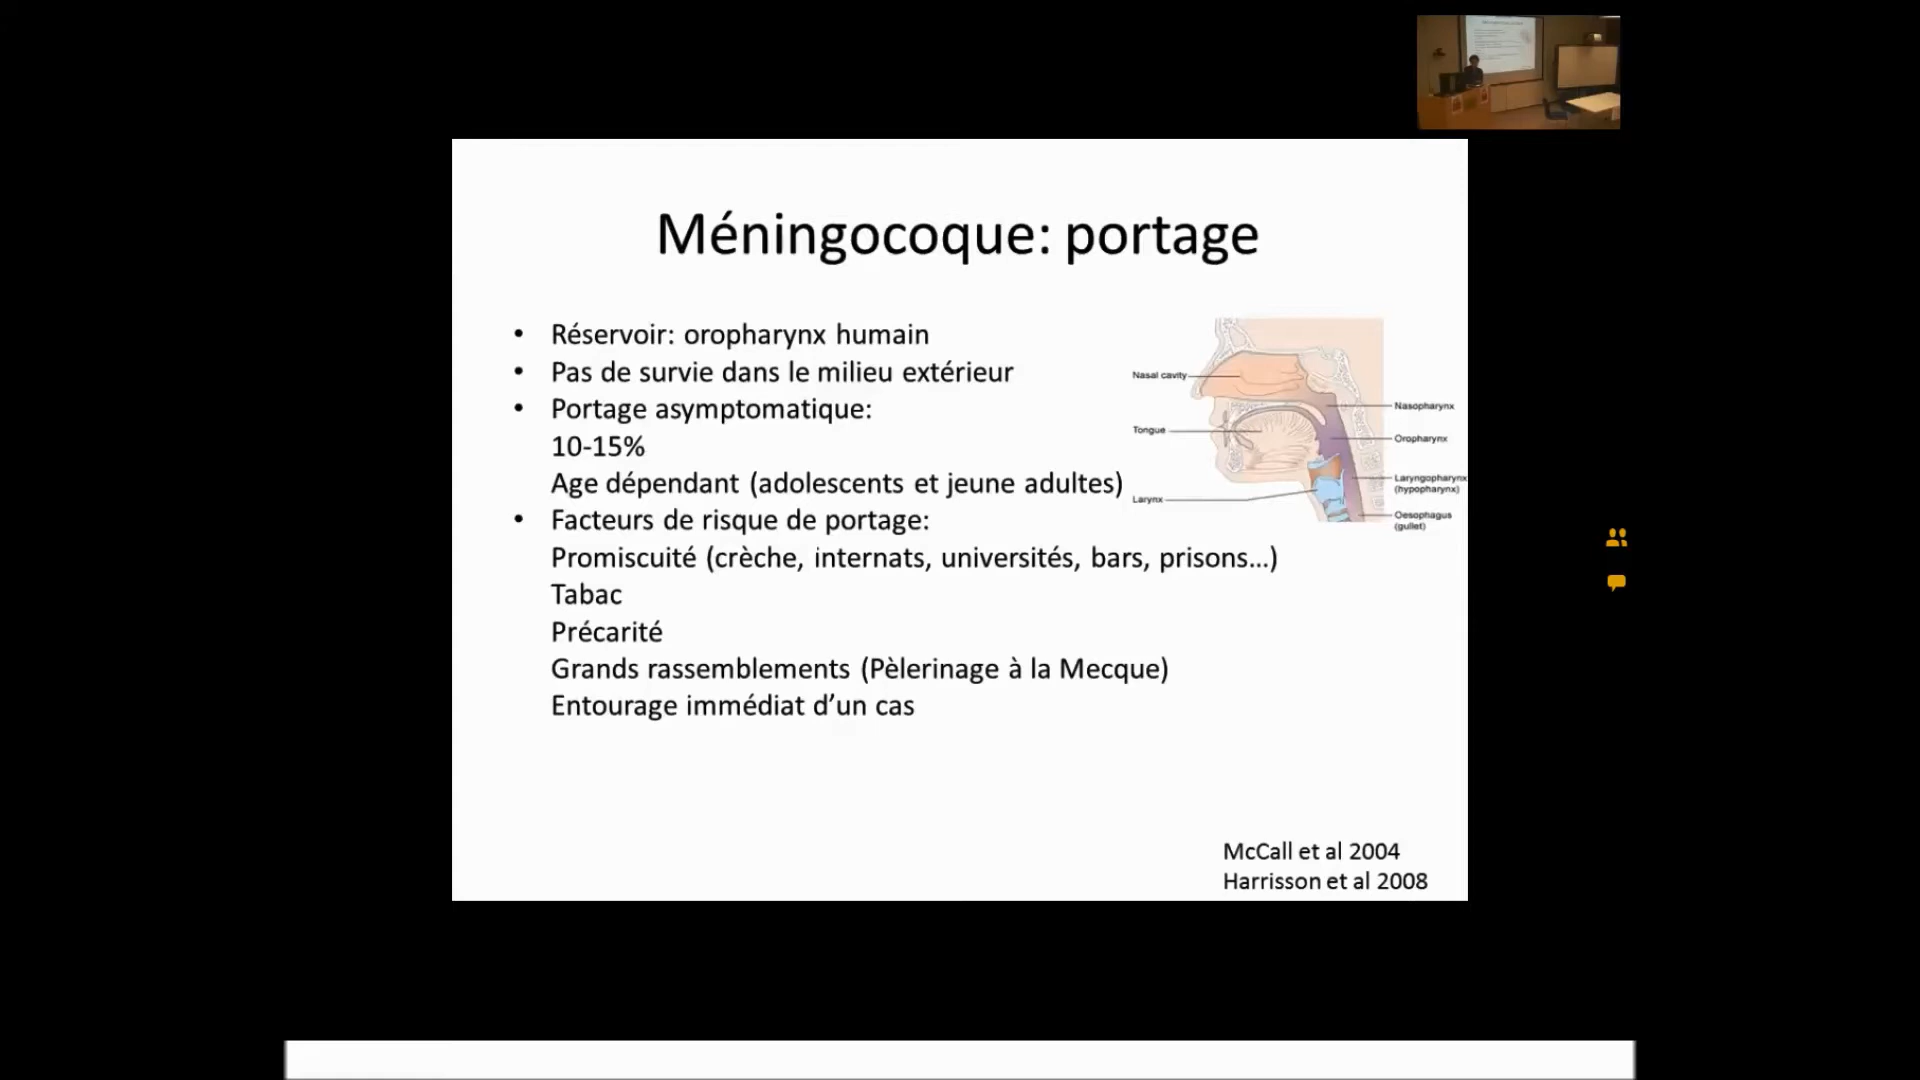 Méningocoque: portage
• Réservoir: oropharynx humain
• Pas de survie dans le milieu extérieur
• Portage asymptomatique:
10-15%
Age dépendant (adolescents et jeune adultes)
• Facteurs de risque de portage:
Promiscuité (crèche, internats, universités, bars, prisons...)
Tabac
Précarité
Grands rassemblements (Pèlerinage à la Mecque)
Entourage immédiat d’un cas
Nasal cavity
Tongue
Larynx
Nasopharynx
Oropharynx
Laryngopharynx
(hypopharynx)
Oesophagus
(gullet)
McCall et al 2004
Harrisson et al 2008